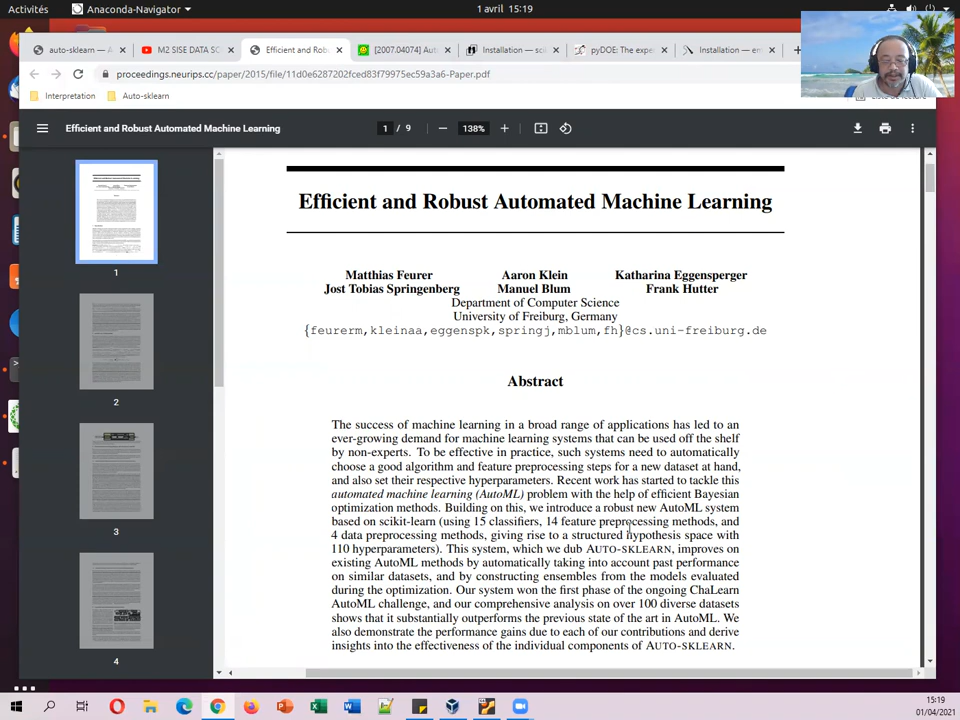 Activités
Anaconda-Navigator
1 avril 15:19
auto-sklearn —
M2 SISE DATA SC
Efficient and Rob
[2007.04074] Aut
Installation — sci
pyDOE: The expe
Installation — em
proceedings.neurips.cc/paper/2015/file/11d0e6287202fced83f79975ec59a3a6-Paper.pdf
Interpretation
Auto-sklearn
Efficient and Robust Automated Machine Learning
1 / 9
138%
1
2
3
4
Efficient and Robust Automated Machine Learning
Matthias Feurer Aaron Klein Katharina Eggensperger
Jost Tobias Springenberg Manuel Blum Frank Hutter
Department of Computer Science
University of Freiburg, Germany
{feurerm,kleinaa,eggenspk,springj,mblum,fh}@cs.uni-freiburg.de
Abstract
The success of machine learning in a broad range of applications has led to an
ever-growing demand for machine learning systems that can be used off the shelf
by non-experts. To be effective in practice, such systems need to automatically
choose a good algorithm and feature preprocessing steps for a new dataset at hand,
and also set their respective hyperparameters. Recent work has started to tackle this
automated machine learning (AutoML) problem with the help of efficient Bayesian
optimization methods. Building on this, we introduce a robust new AutoML system
based on scikit-learn (using 15 classifiers, 14 feature preprocessing methods, and
4 data preprocessing methods, giving rise to a structured hypothesis space with
110 hyperparameters). This system, which we dub AUTO-SKLEARN, improves on
existing AutoML methods by automatically taking into account past performance
on similar datasets, and by constructing ensembles from the models evaluated
during the optimization. Our system won the first phase of the ongoing ChaLearn
AutoML challenge, and our comprehensive analysis on over 100 diverse datasets
shows that it substantially outperforms the previous state of the art in AutoML. We
also demonstrate the performance gains due to each of our contributions and derive
insights into the effectiveness of the individual components of AUTO-SKLEARN.
15:19
01/04/2021